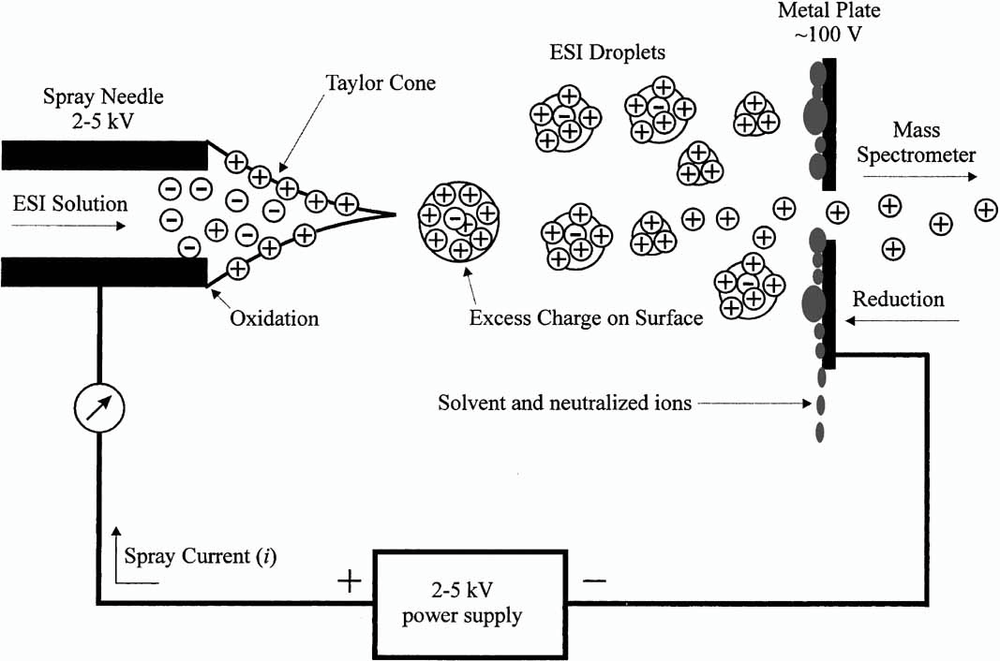 Metal Plate
~100 V
ESI Droplets
Taylor Cone
Spray Needle
2-5 kV
Mass
Spectrometer
ESI Solution
Reduction
Oxidation
Excess Charge on Surface
Solvent and neutralized ions
Spray Current (i)
+
−
2-5 kV
power supply